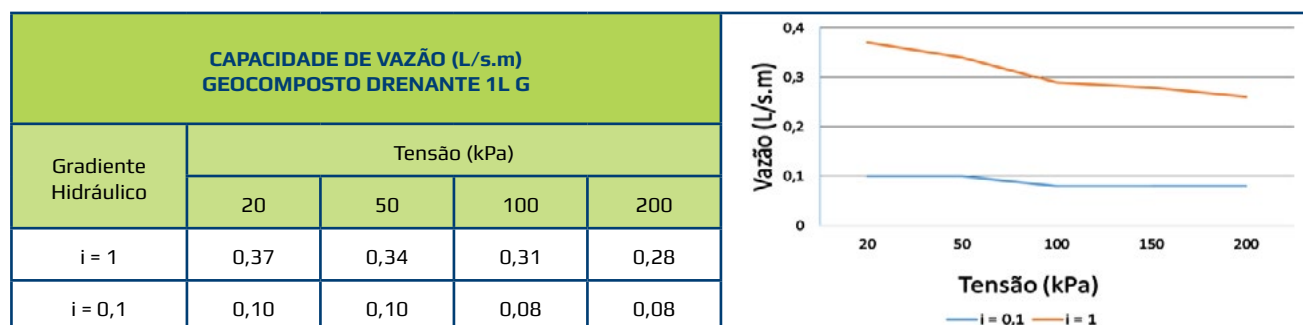 CAPACIDADE DE VAZÃO (L/s.m)
GEOCOMPOSTO DRENANTE 1L G
Gradiente
Hidráulico
Tensão (kPa)
20 50 100 200
i = 1 0,37 0,34 0,31 0,28
i = 0,1 0,10 0,10 0,08 0,08
Vazão (L/s.m)
0,4
0,3
0,2
0,1
0
20 50 100 150 200
Tensão (kPa)
i = 0,1 i = 1